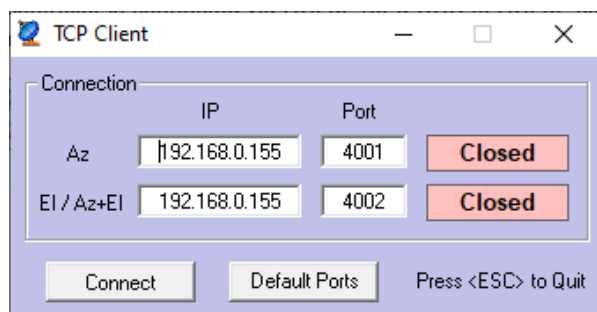 TCP Client
Connection
IP Port
Az 192.168.0.155 4001 Closed
El / Az+El 192.168.0.155 4002 Closed
Connect Default Ports Press <ESC> to Quit